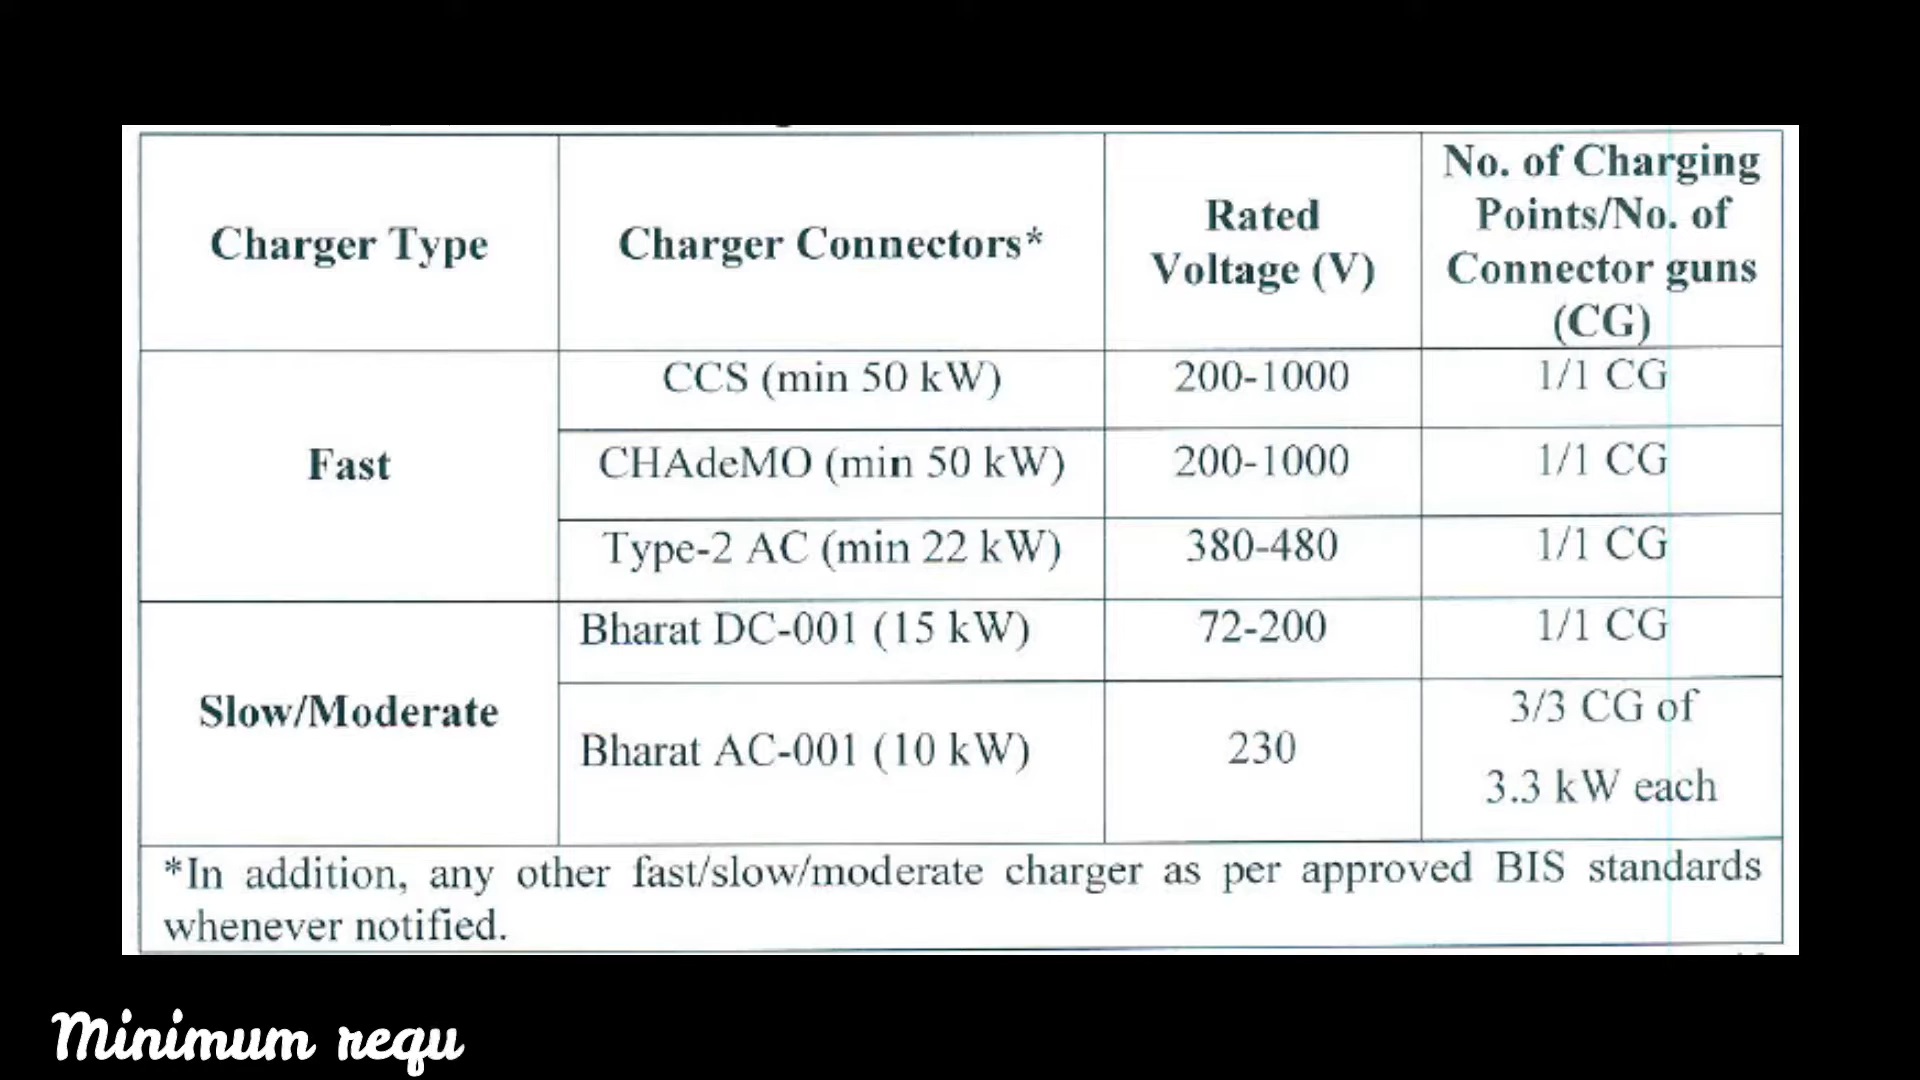 Charger Type
Charger Connectors*
Rated
Voltage (V)
No. of Charging
Points/No. of
Connector guns
(CG)
Fast
CCS (min 50 kW)
200-1000
1/1 CG
CHAdeMO (min 50 kW)
200-1000
1/1 CG
Type-2 AC (min 22 kW)
380-480
1/1 CG
Slow/Moderate
Bharat DC-001 (15 kW)
72-200
1/1 CG
Bharat AC-001 (10 kW)
230
3/3 CG of
3.3 kW each
*In addition, any other fast/slow/moderate charger as per approved BIS standards
whenever notified.
Minimum requ